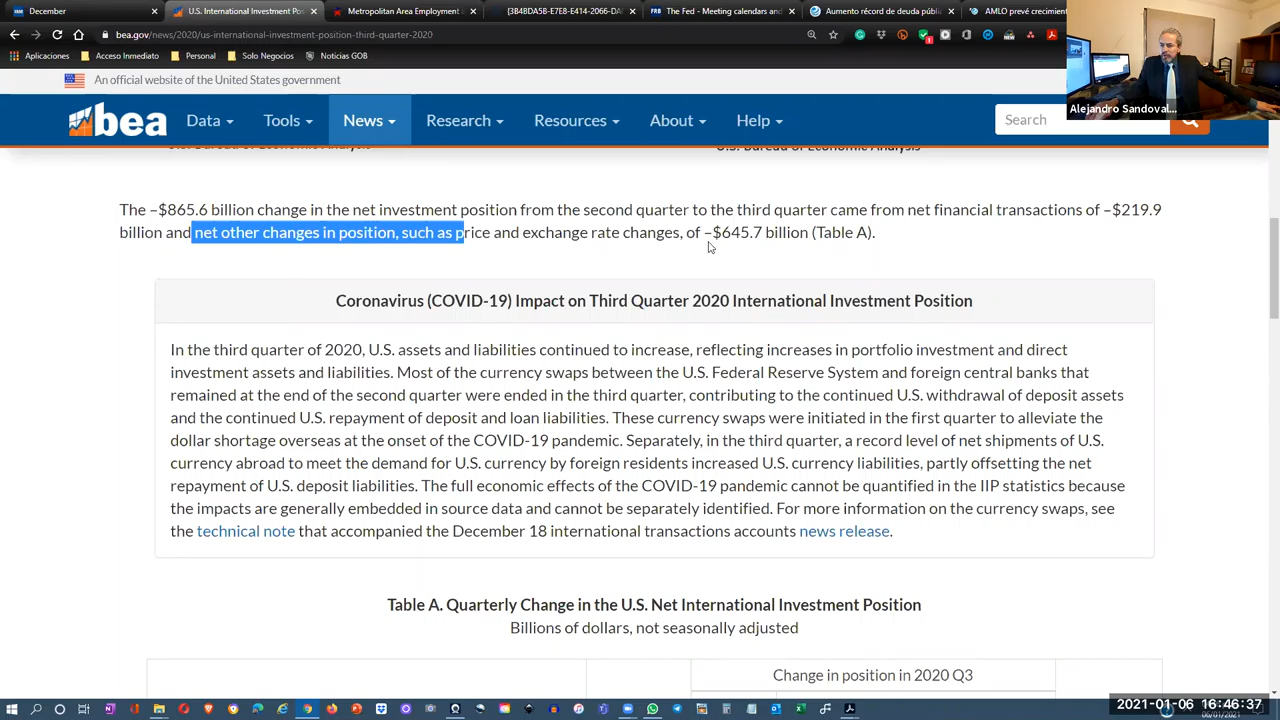 December
U.S. International Investment Pos
Metropolitan Area Employment
{3B4BDA5B-E7E8-E414-2066-DA
The Fed - Meeting calendars and
Aumento récord de deuda públi
AMLO prevé crecimien
bea.gov/news/2020/us-international-investment-position-third-quarter-2020
Aplicaciones
Acceso Inmediato
Personal
Solo Negocios
Noticias GOB
Alejandro Sandoval...
An official website of the United States government
bea
Data
Tools
News
Research
Resources
About
Help
Search
U.S. Bureau of Economic Analysis
U.S. Bureau of Economic Analysis
The –$865.6 billion change in the net investment position from the second quarter to the third quarter came from net financial transactions of –$219.9
billion and net other changes in position, such as price and exchange rate changes, of –$645.7 billion (Table A).
Coronavirus (COVID-19) Impact on Third Quarter 2020 International Investment Position
In the third quarter of 2020, U.S. assets and liabilities continued to increase, reflecting increases in portfolio investment and direct
investment assets and liabilities. Most of the currency swaps between the U.S. Federal Reserve System and foreign central banks that
remained at the end of the second quarter were ended in the third quarter, contributing to the continued U.S. withdrawal of deposit assets
and the continued U.S. repayment of deposit and loan liabilities. These currency swaps were initiated in the first quarter to alleviate the
dollar shortage overseas at the onset of the COVID-19 pandemic. Separately, in the third quarter, a record level of net shipments of U.S.
currency abroad to meet the demand for U.S. currency by foreign residents increased U.S. currency liabilities, partly offsetting the net
repayment of U.S. deposit liabilities. The full economic effects of the COVID-19 pandemic cannot be quantified in the IIP statistics because
the impacts are generally embedded in source data and cannot be separately identified. For more information on the currency swaps, see
the technical note that accompanied the December 18 international transactions accounts news release.
Table A. Quarterly Change in the U.S. Net International Investment Position
Billions of dollars, not seasonally adjusted
Change in position in 2020 Q3
2021-01-06 16:46:37